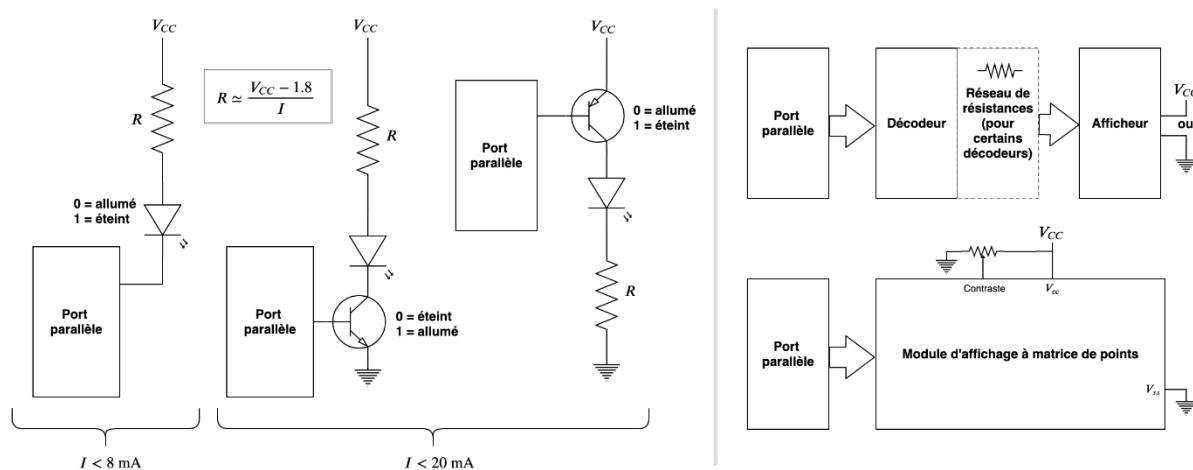 V_CC
R
0 = allumé
1 = éteint
Port
parallèle
I < 8 mA
R ≃ (V_CC − 1.8) / I
V_CC
R
Port
parallèle
0 = éteint
1 = allumé
V_CC
0 = allumé
1 = éteint
Port
parallèle
R
I < 20 mA
Port
parallèle
Décodeur
Réseau de
résistances
(pour
certains
décodeurs)
Afficheur
V_CC
ou
V_CC
Contraste
V_cc
Port
parallèle
Module d'affichage à matrice de points
V_ss